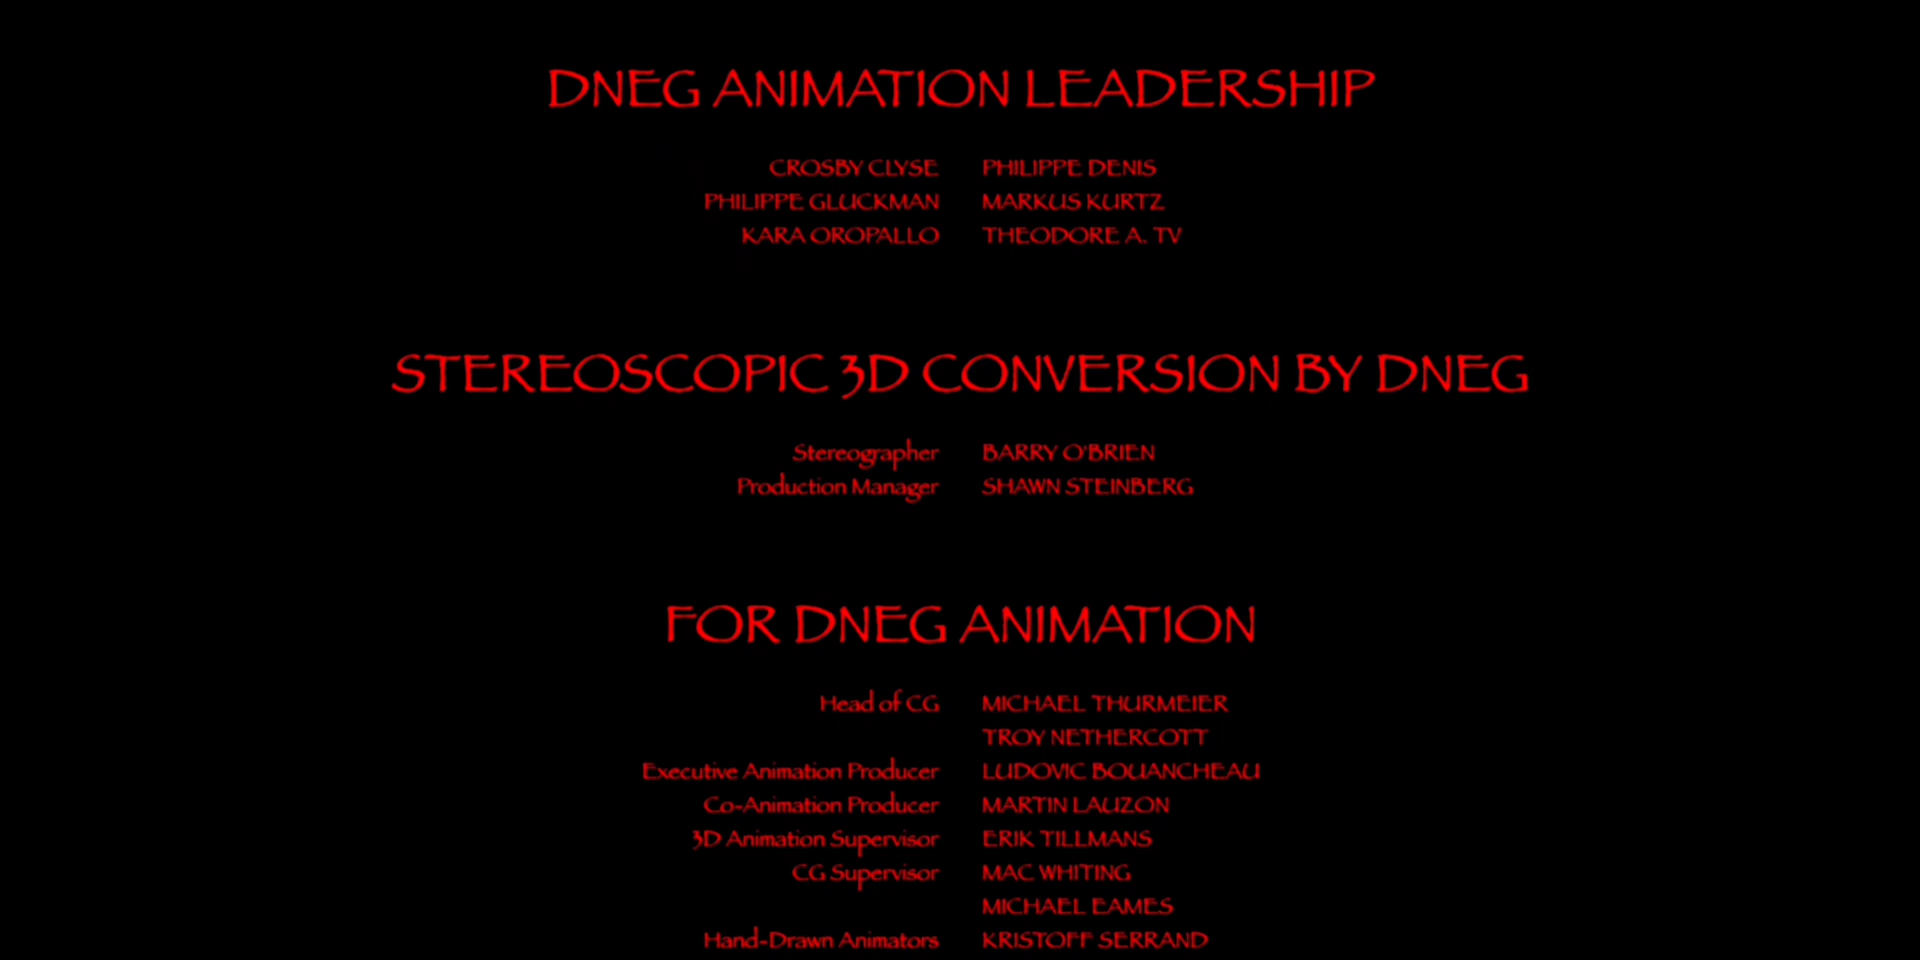 DNEG ANIMATION LEADERSHIP
CROSBY CLYSE PHILIPPE DENIS
PHILIPPE GLUCKMAN MARKUS KURTZ
KARA OROPALLO THEODORE A. TY
STEREOSCOPIC 3D CONVERSION BY DNEG
Stereographer BARRY O'BRIEN
Production Manager SHAWN STEINBERG
FOR DNEG ANIMATION
Head of CG MICHAEL THURMEIER
TROY NETHERCOTT
Executive Animation Producer LUDOVIC BOUANCHEAU
Co-Animation Producer MARTIN LAUZON
3D Animation Supervisor ERIK TILLMANS
CG Supervisor MAC WHITING
MICHAEL EAMES
Hand-Drawn Animators KRISTOFF SERRAND